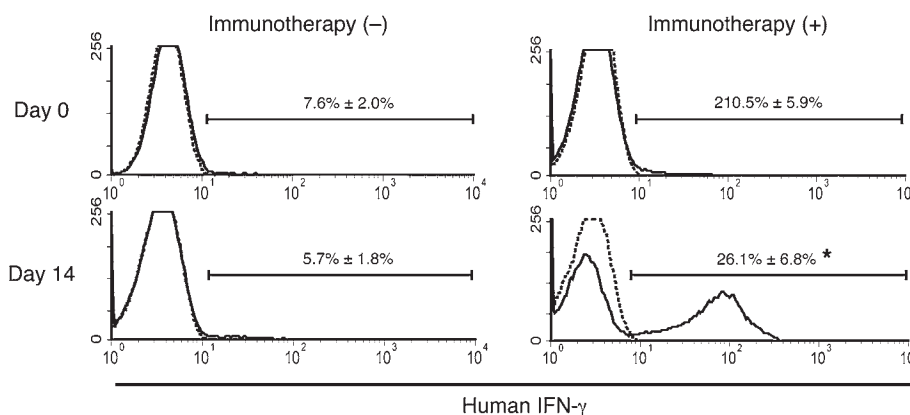 Immunotherapy (–) Immunotherapy (+)
Day 0
256
0
7.6% ± 2.0%
10^0 10^1 10^2 10^3 10^4
256
0
210.5% ± 5.9%
10^0 10^1 10^2 10^3 10^4
Day 14
256
0
5.7% ± 1.8%
10^0 10^1 10^2 10^3 10^4
256
0
26.1% ± 6.8% *
10^0 10^1 10^2 10^3 10^4
Human IFN-γ